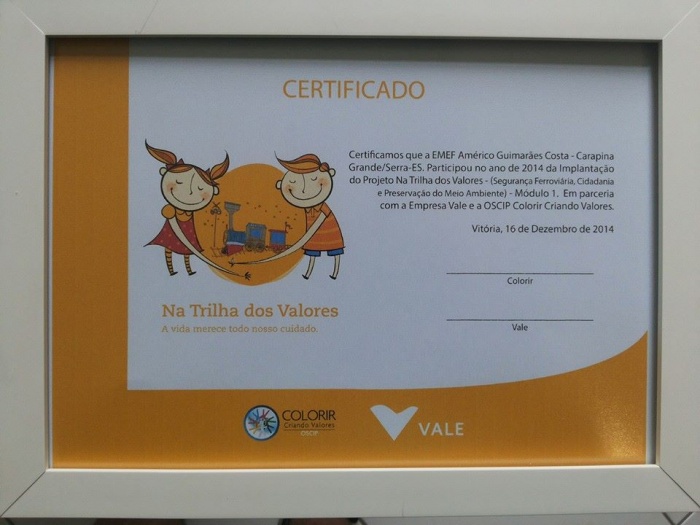 CERTIFICADO
Certificamos que a EMEF Américo Guimarães Costa - Carapina
Grande/Serra-ES. Participou no ano de 2014 da Implantação
do Projeto Na Trilha dos Valores - (Segurança Ferroviária, Cidadania
e Preservação do Meio Ambiente) - Módulo 1. Em parceria
com a Empresa Vale e a OSCIP Colorir Criando Valores.
Vitória, 16 de Dezembro de 2014
Colorir
Vale
Na Trilha dos Valores
A vida merece todo nosso cuidado.
COLORIR
Criando Valores
OSCIP
VALE